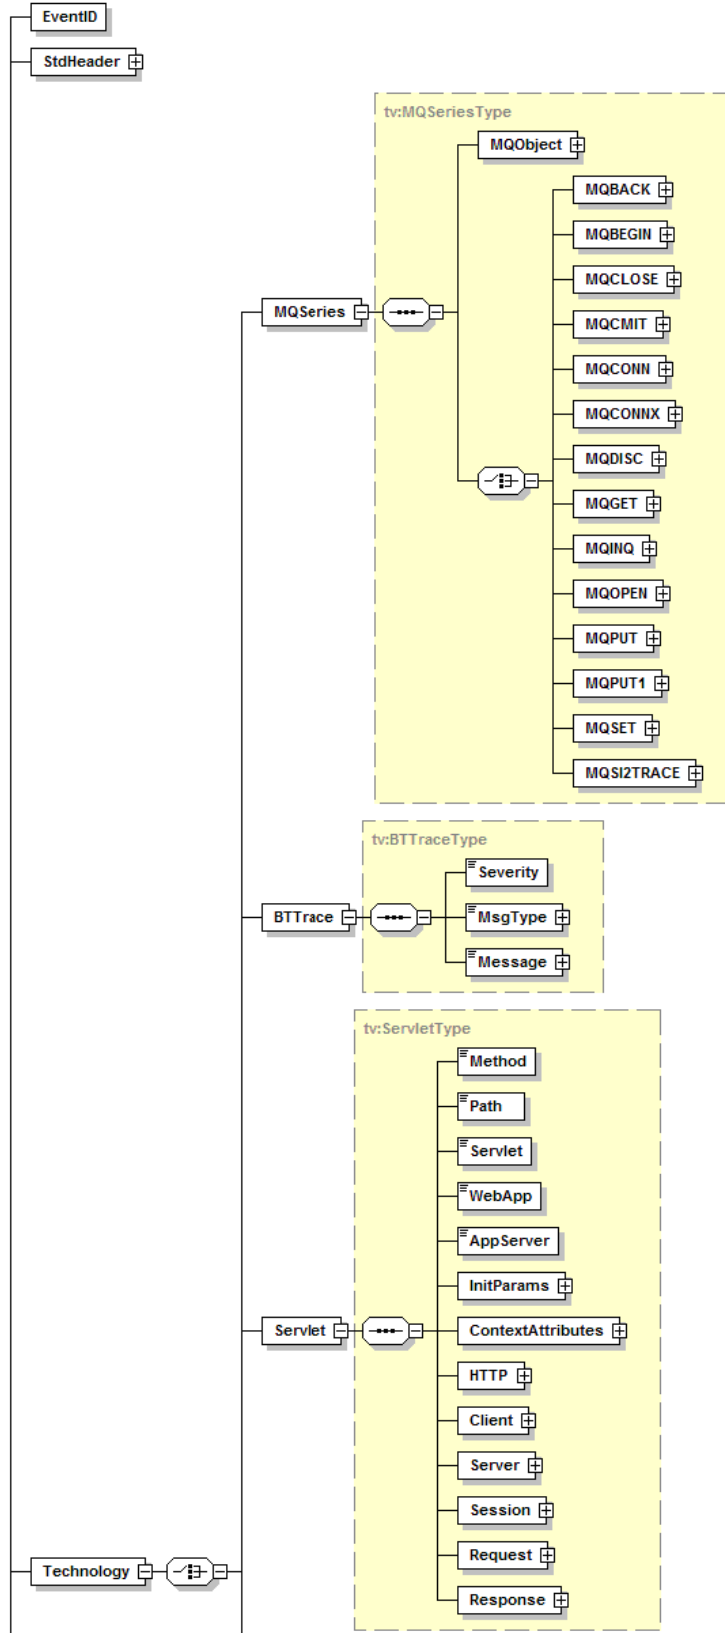 EventID
StdHeader
tv:MQSeriesType
MQObject
MQBACK
MQBEGIN
MQCLOSE
MQSeries
MQCMIT
MQCONN
MQCONNX
MQDISC
MQGET
MQINQ
MQOPEN
MQPUT
MQPUT1
MQSET
MQSI2TRACE
tv:BTTraceType
Severity
BTTrace
MsgType
Message
tv:ServletType
Method
Path
Servlet
WebApp
AppServer
InitParams
Servlet
ContextAttributes
HTTP
Client
Server
Session
Request
Technology
Response